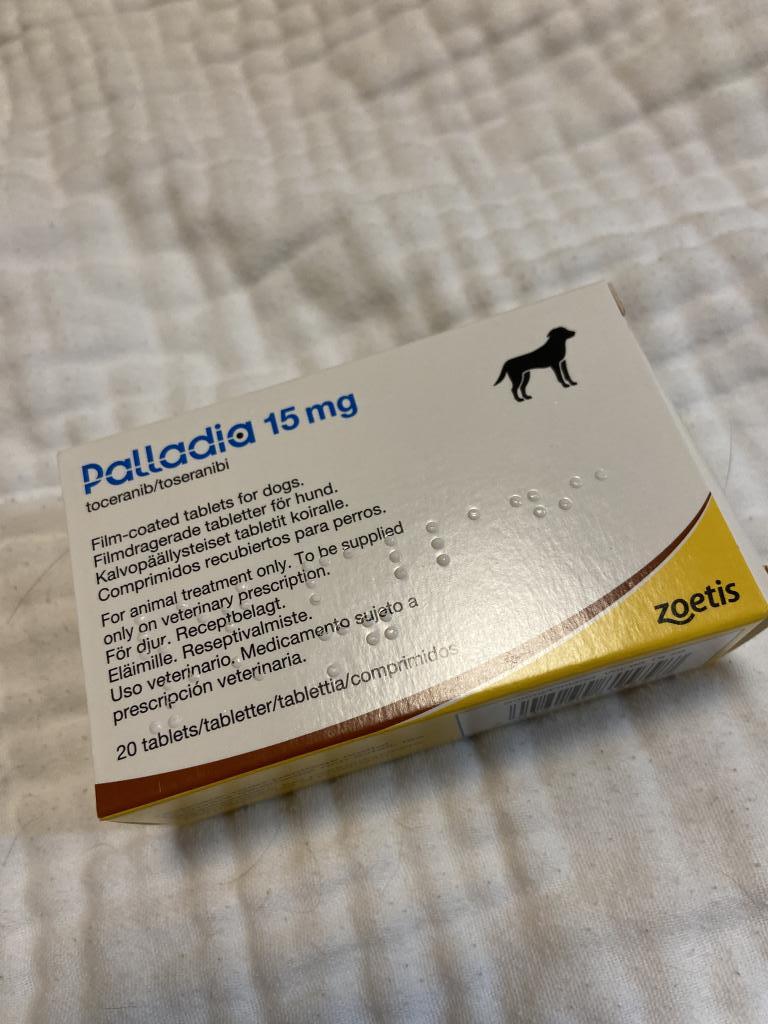 Palladia 15 mg
toceranib/toseranibi
Film-coated tablets for dogs.
Filmdragerade tabletter för hund.
Kalvopäällysteiset tabletit koiralle.
Comprimidos recubiertos para perros.
For animal treatment only. To be supplied
only on veterinary prescription.
För djur. Receptbelagt.
Eläimille. Reseptivalmiste.
Uso veterinario. Medicamento sujeto a
prescripción veterinaria.
20 tablets/tabletter/tablettia/comprimidos
zoetis